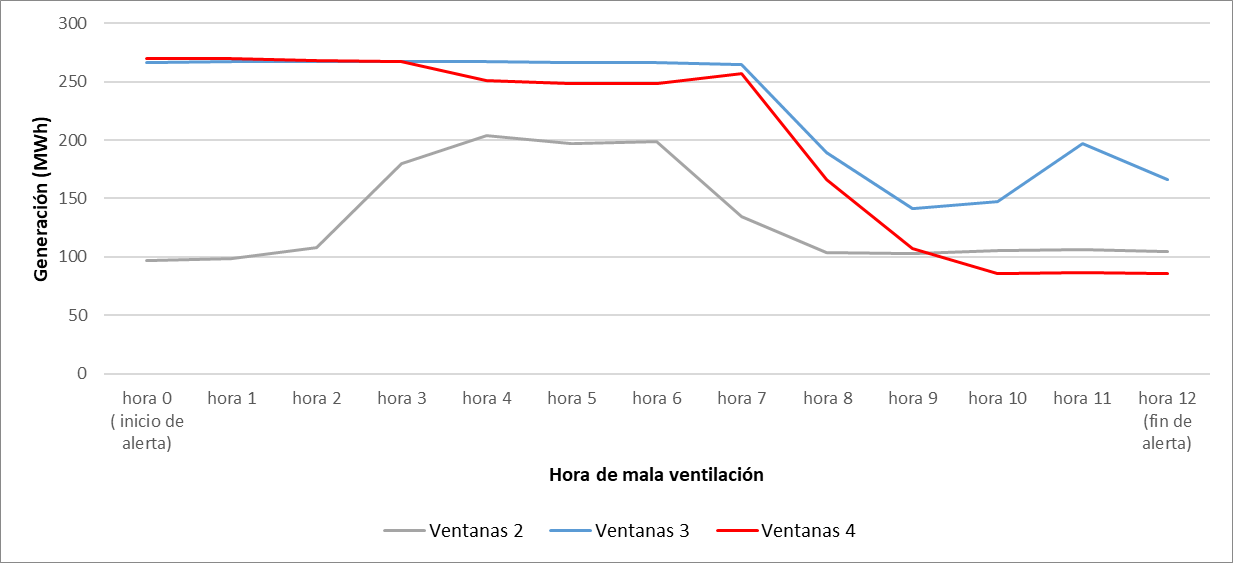 300
250
200
150
100
50
0
Generación (MWh)
hora 0
( inicio de
alerta)
hora 1
hora 2
hora 3
hora 4
hora 5
hora 6
hora 7
hora 8
hora 9
hora 10
hora 11
hora 12
(fin de
alerta)
Hora de mala ventilación
Ventanas 2
Ventanas 3
Ventanas 4